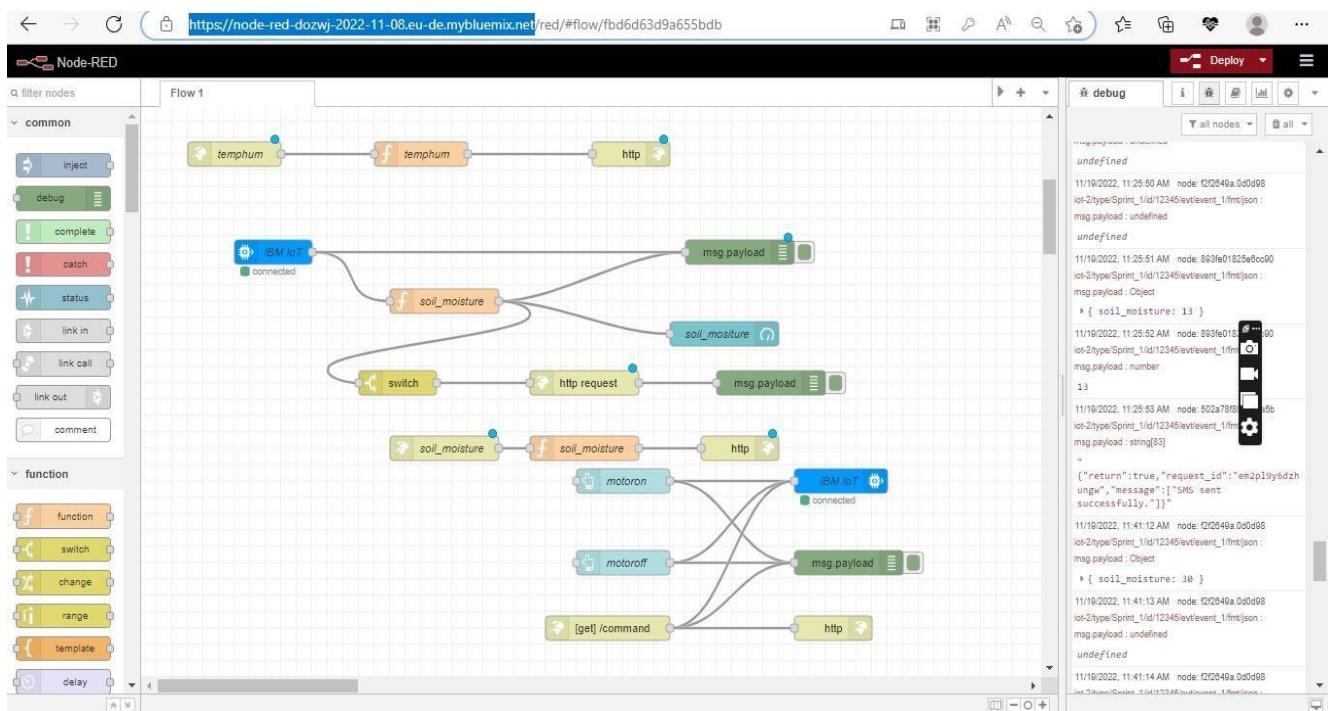 https://node-red-dozwj-2022-11-08.eu-de.mybluemix.net/red/#flow/fbd6d63d9a655bdb
Node-RED
Deploy
filter nodes
common
inject
debug
complete
catch
status
link in
link call
link out
comment
function
function
switch
change
range
template
delay
Flow 1
temphum
temphum
http
IBM IoT
connected
msg.payload
soil_moisture
soil_mositure
switch
http request
msg.payload
soil_moisture
soil_moisture
http
motoron
IBM IoT
connected
motoroff
msg.payload
[get] /command
http
debug
all nodes
all
undefined
11/19/2022, 11:25:50 AM node: f2f2649a.0d0d98
iot-2/type/Sprint_1/id/12345/evt/event_1/fmt/json :
msg.payload : undefined
undefined
11/19/2022, 11:25:51 AM node: 893fe01825e6cc90
iot-2/type/Sprint_1/id/12345/evt/event_1/fmt/json :
msg.payload : Object
{ soil_moisture: 13 }
11/19/2022, 11:25:52 AM node: 893fe018
iot-2/type/Sprint_1/id/12345/evt/event_1/fm
msg.payload : number
13
11/19/2022, 11:25:53 AM node: 502a78f8
iot-2/type/Sprint_1/id/12345/evt/event_1/fm
msg.payload : string[83]
"
{"return":true,"request_id":"em2pl9y6dzh
ungw","message":["SMS sent
successfully."]}"
11/19/2022, 11:41:12 AM node: f2f2649a.0d0d98
iot-2/type/Sprint_1/id/12345/evt/event_1/fmt/json :
msg.payload : Object
{ soil_moisture: 30 }
11/19/2022, 11:41:13 AM node: f2f2649a.0d0d98
iot-2/type/Sprint_1/id/12345/evt/event_1/fmt/json :
msg.payload : undefined
undefined
11/19/2022, 11:41:14 AM node: f2f2649a.0d0d98